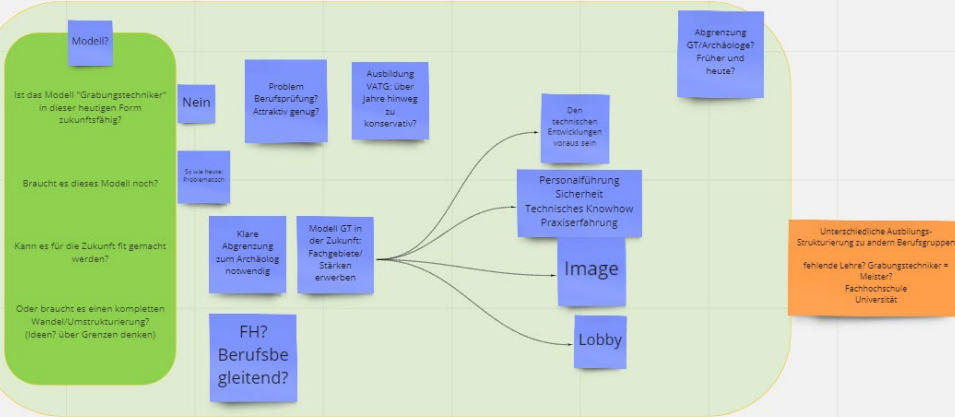 Modell?
Ist das Modell "Grabungstechniker"
in dieser heutigen Form
zukunftsfähig?
Braucht es dieses Modell noch?
Kann es für die Zukunft fit gemacht
werden?
Oder braucht es einen kompletten
Wandel/Umstrukturierung?
(Ideen? über Grenzen denken)
Nein
So wie heute:
Problematisch
Problem
Berufsprüfung?
Attraktiv genug?
Ausbildung
VATG: über
Jahre hinweg
zu
konservativ?
Klare
Abgrenzung
zum Archäolog
notwendig
Modell GT in
der Zukunft:
Fachgebiete/
Stärken
erwerben
FH?
Berufsbe
gleitend?
Den
technischen
Entwicklungen
voraus sein
Personalführung
Sicherheit
Technisches Knowhow
Praxiserfahrung
Image
Lobby
Abgrenzung
GT/Archäologe?
Früher und
heute?
Unterschiedliche Ausbilungs-
Strukturierung zu andern Berufsgruppen
fehlende Lehre? Grabungstechniker =
Meister?
Fachhochschule
Universität